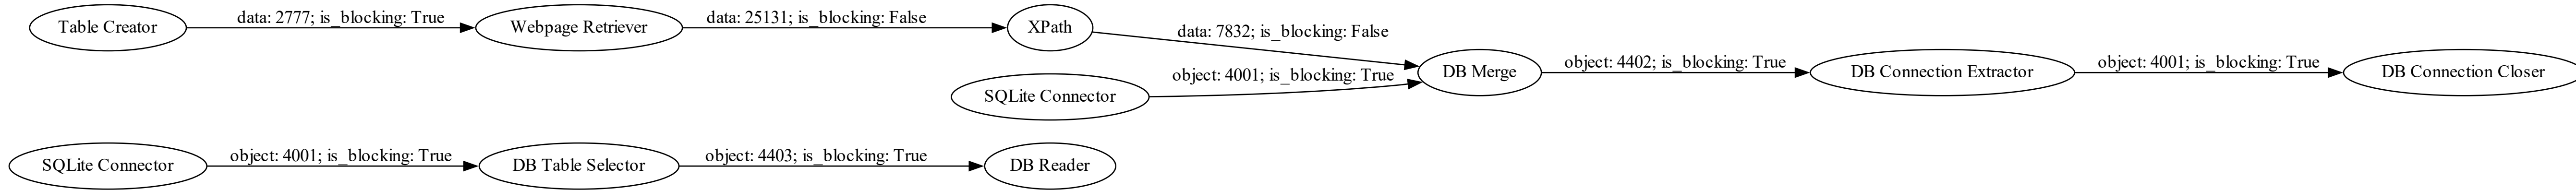 Table Creator
data: 2777; is_blocking: True
Webpage Retriever
data: 25131; is_blocking: False
XPath
data: 7832; is_blocking: False
SQLite Connector
object: 4001; is_blocking: True
DB Merge
object: 4402; is_blocking: True
DB Connection Extractor
object: 4001; is_blocking: True
DB Connection Closer
SQLite Connector
object: 4001; is_blocking: True
DB Table Selector
object: 4403; is_blocking: True
DB Reader